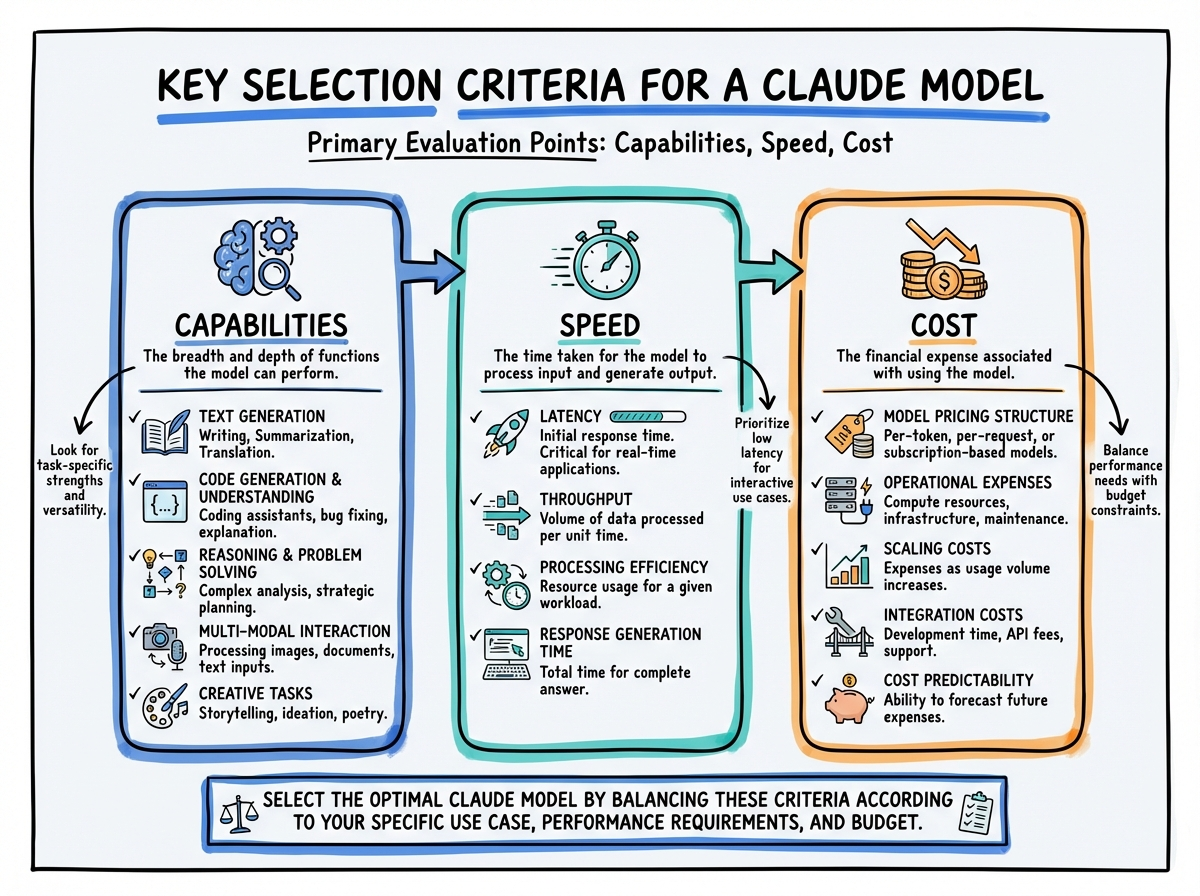 KEY SELECTION CRITERIA FOR A CLAUDE MODEL
Primary Evaluation Points: Capabilities, Speed, Cost
CAPABILITIES
The breadth and depth of functions
the model can perform.
Look for
task-specific
strengths
and
versatility.
TEXT GENERATION
Writing, Summarization,
Translation.
CODE GENERATION &
UNDERSTANDING
Coding assistants, bug fixing,
explanation.
REASONING & PROBLEM
SOLVING
Complex analysis, strategic
planning.
MULTI-MODAL INTERACTION
Processing images, documents,
text inputs.
CREATIVE TASKS
Storytelling, ideation, poetry.
SPEED
The time taken for the model to
process input and generate output.
Prioritize
low
latency
for
interactive
use cases.
LATENCY
Initial response time.
Critical for real-time
applications.
THROUGHPUT
Volume of data processed
per unit time.
PROCESSING EFFICIENCY
Resource usage for a given
workload.
RESPONSE GENERATION
TIME
Total time for complete
answer.
COST
The financial expense associated
with using the model.
Balance
performance
needs with
budget
constraints.
MODEL PRICING STRUCTURE
Per-token, per-request, or
subscription-based models.
OPERATIONAL EXPENSES
Compute resources,
infrastructure, maintenance.
SCALING COSTS
Expenses as usage volume
increases.
INTEGRATION COSTS
Development time, API fees,
support.
COST PREDICTABILITY
Ability to forecast future
expenses.
SELECT THE OPTIMAL CLAUDE MODEL BY BALANCING THESE CRITERIA ACCORDING
TO YOUR SPECIFIC USE CASE, PERFORMANCE REQUIREMENTS, AND BUDGET.